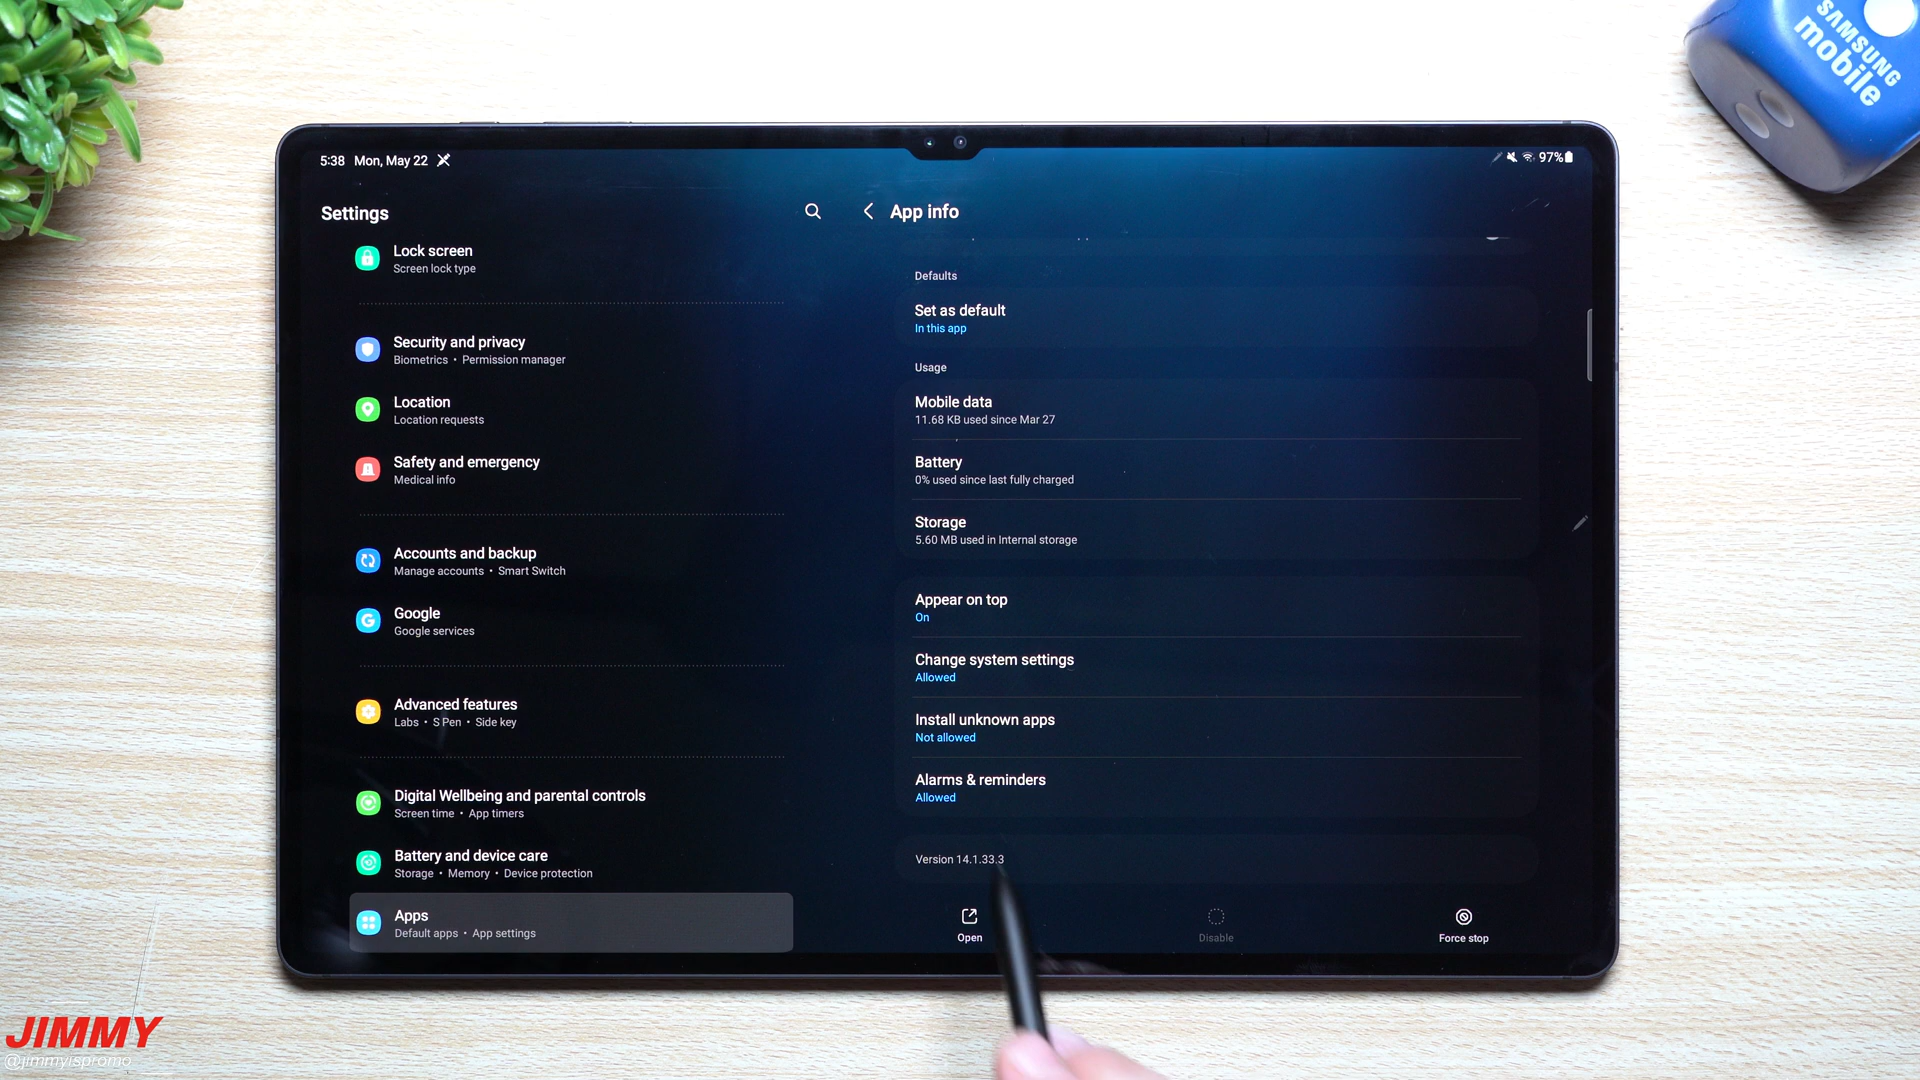 SAMSUNG
mobile
5:38 Mon, May 22
97%
Settings
Lock screen
Screen lock type
Security and privacy
Biometrics • Permission manager
Location
Location requests
Safety and emergency
Medical info
Accounts and backup
Manage accounts • Smart Switch
Google
Google services
Advanced features
Labs • S Pen • Side key
Digital Wellbeing and parental controls
Screen time • App timers
Battery and device care
Storage • Memory • Device protection
Apps
Default apps • App settings
App info
Defaults
Set as default
In this app
Usage
Mobile data
11.68 KB used since Mar 27
Battery
0% used since last fully charged
Storage
5.60 MB used in Internal storage
Appear on top
On
Change system settings
Allowed
Install unknown apps
Not allowed
Alarms & reminders
Allowed
Version 14.1.33.3
Open
Disable
Force stop
JIMMY
@jimmyispromo